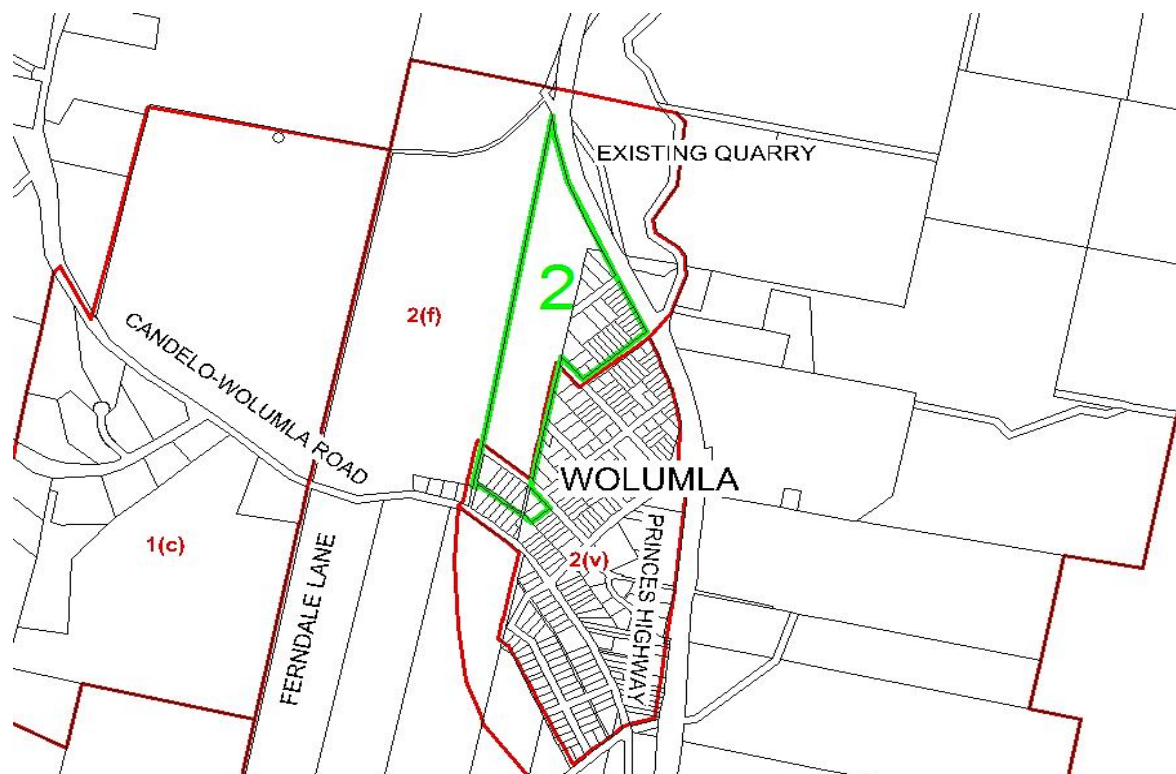 EXISTING QUARRY
2
2(f)
CANDELO-WOLUMLA ROAD
WOLUMLA
1(c)
FERNDALE LANE
2(v)
PRINCES HIGHWAY